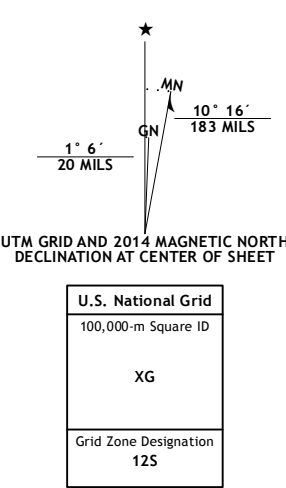 ★
MN
GN
10° 16´
183 MILS
1° 6´
20 MILS
UTM GRID AND 2014 MAGNETIC NORTH
DECLINATION AT CENTER OF SHEET
U.S. National Grid
100,000-m Square ID
XG
Grid Zone Designation
12S